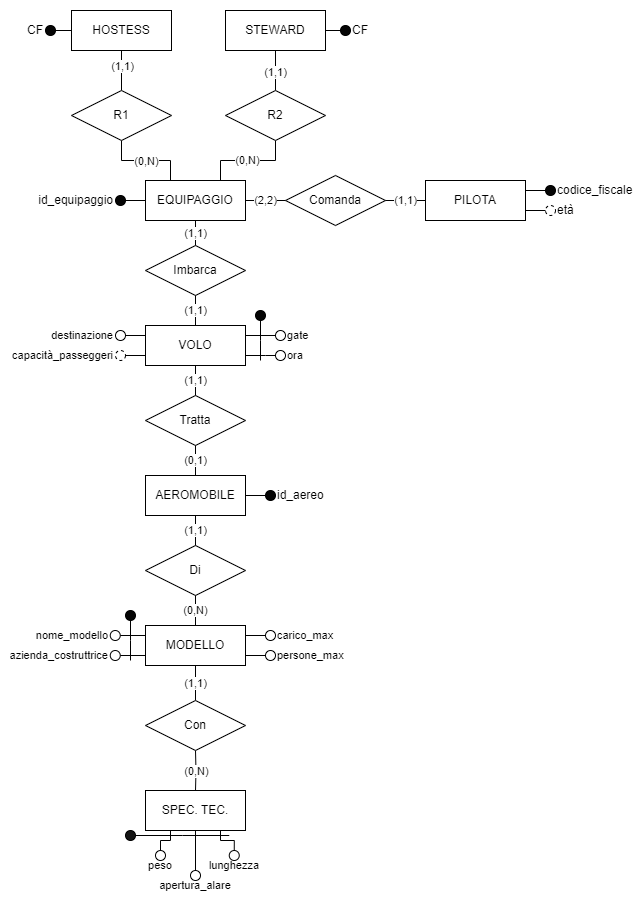 CF HOSTESS STEWARD CF
(1,1) (1,1)
R1 R2
(0,N) (0,N)
id_equipaggio EQUIPAGGIO (2,2) Comanda (1,1) PILOTA codice_fiscale
età
(1,1)
Imbarca
(1,1)
destinazione VOLO gate
capacità_passeggeri ora
(1,1)
Tratta
(0,1)
AEROMOBILE id_aereo
(1,1)
Di
(0,N)
nome_modello MODELLO carico_max
azienda_costruttrice persone_max
(1,1)
Con
(0,N)
SPEC. TEC.
peso lunghezza
apertura_alare